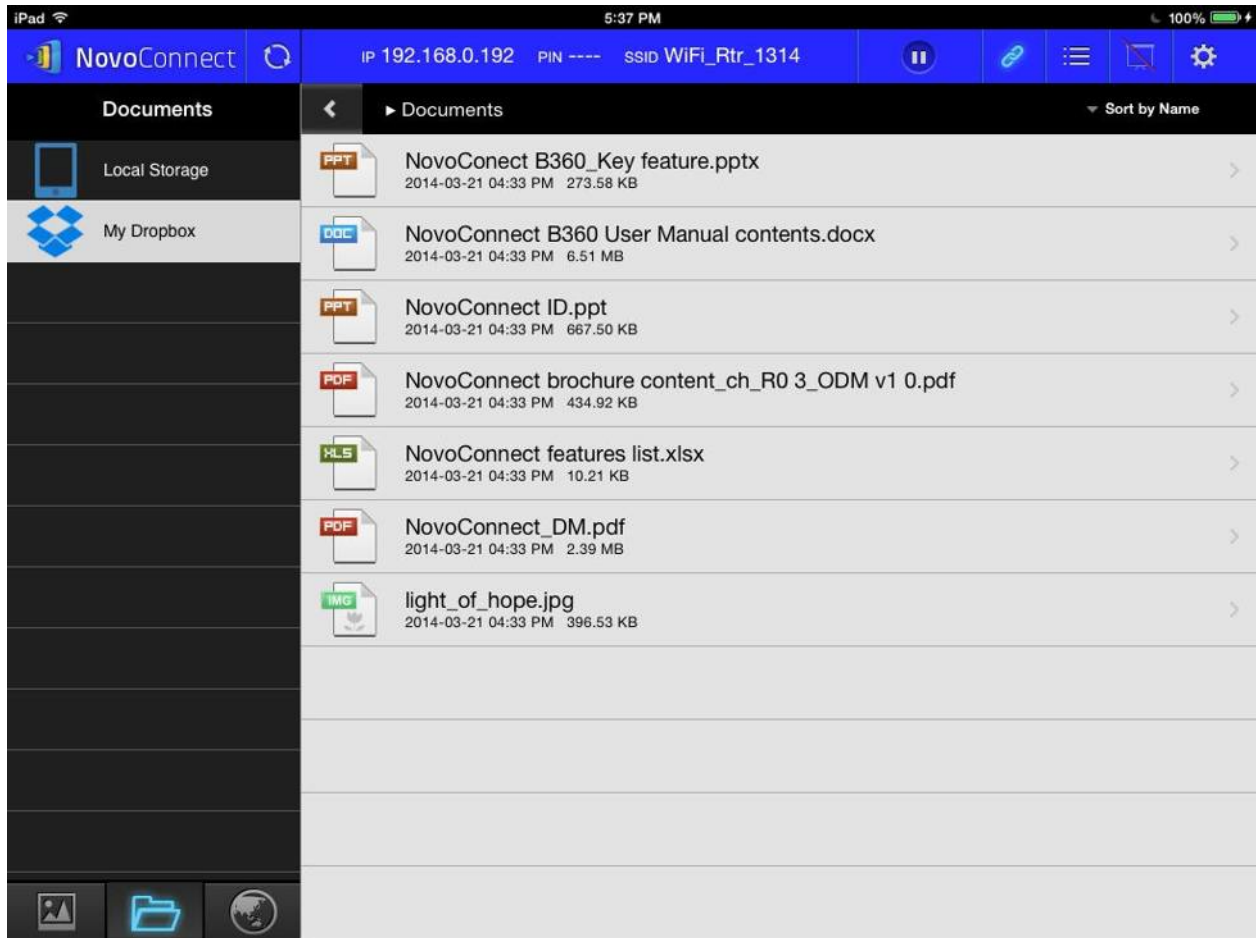 iPad 5:37 PM 100%
NovoConnect IP 192.168.0.192 PIN ---- SSID WiFi_Rtr_1314
Documents
Documents
Sort by Name
Local Storage
My Dropbox
PPT NovoConect B360_Key feature.pptx
2014-03-21 04:33 PM 273.58 KB
DOC NovoConnect B360 User Manual contents.docx
2014-03-21 04:33 PM 6.51 MB
PPT NovoConnect ID.ppt
2014-03-21 04:33 PM 667.50 KB
PDF NovoConnect brochure content_ch_R0 3_ODM v1 0.pdf
2014-03-21 04:33 PM 434.92 KB
XLS NovoConnect features list.xlsx
2014-03-21 04:33 PM 10.21 KB
PDF NovoConnect_DM.pdf
2014-03-21 04:33 PM 2.39 MB
IMG light_of_hope.jpg
2014-03-21 04:33 PM 396.53 KB